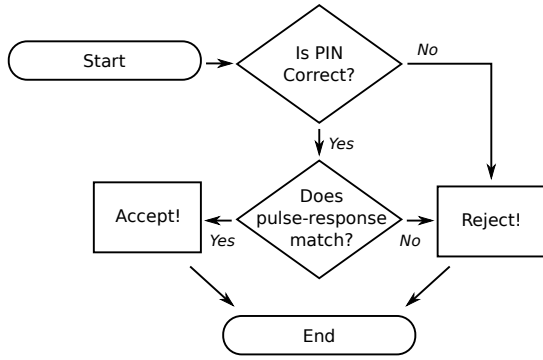 Start
Is PIN
Correct?
No
Yes
Does
pulse-response
match?
Accept!
Yes
No
Reject!
End